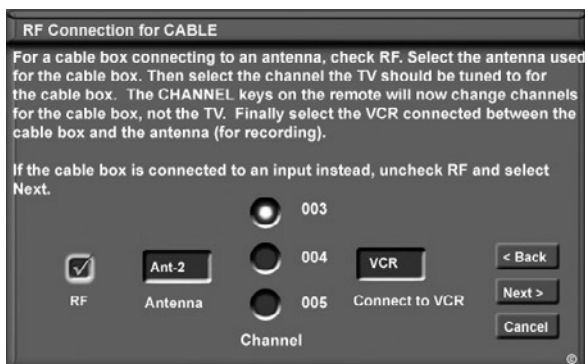 RF Connection for CABLE
For a cable box connecting to an antenna, check RF. Select the antenna used
for the cable box. Then select the channel the TV should be tuned to for
the cable box. The CHANNEL keys on the remote will now change channels
for the cable box, not the TV. Finally select the VCR connected between the
cable box and the antenna (for recording).
If the cable box is connected to an input instead, uncheck RF and select
Next.
003
004
005
Channel
RF
Ant-2
Antenna
VCR
Connect to VCR
< Back
Next >
Cancel
©